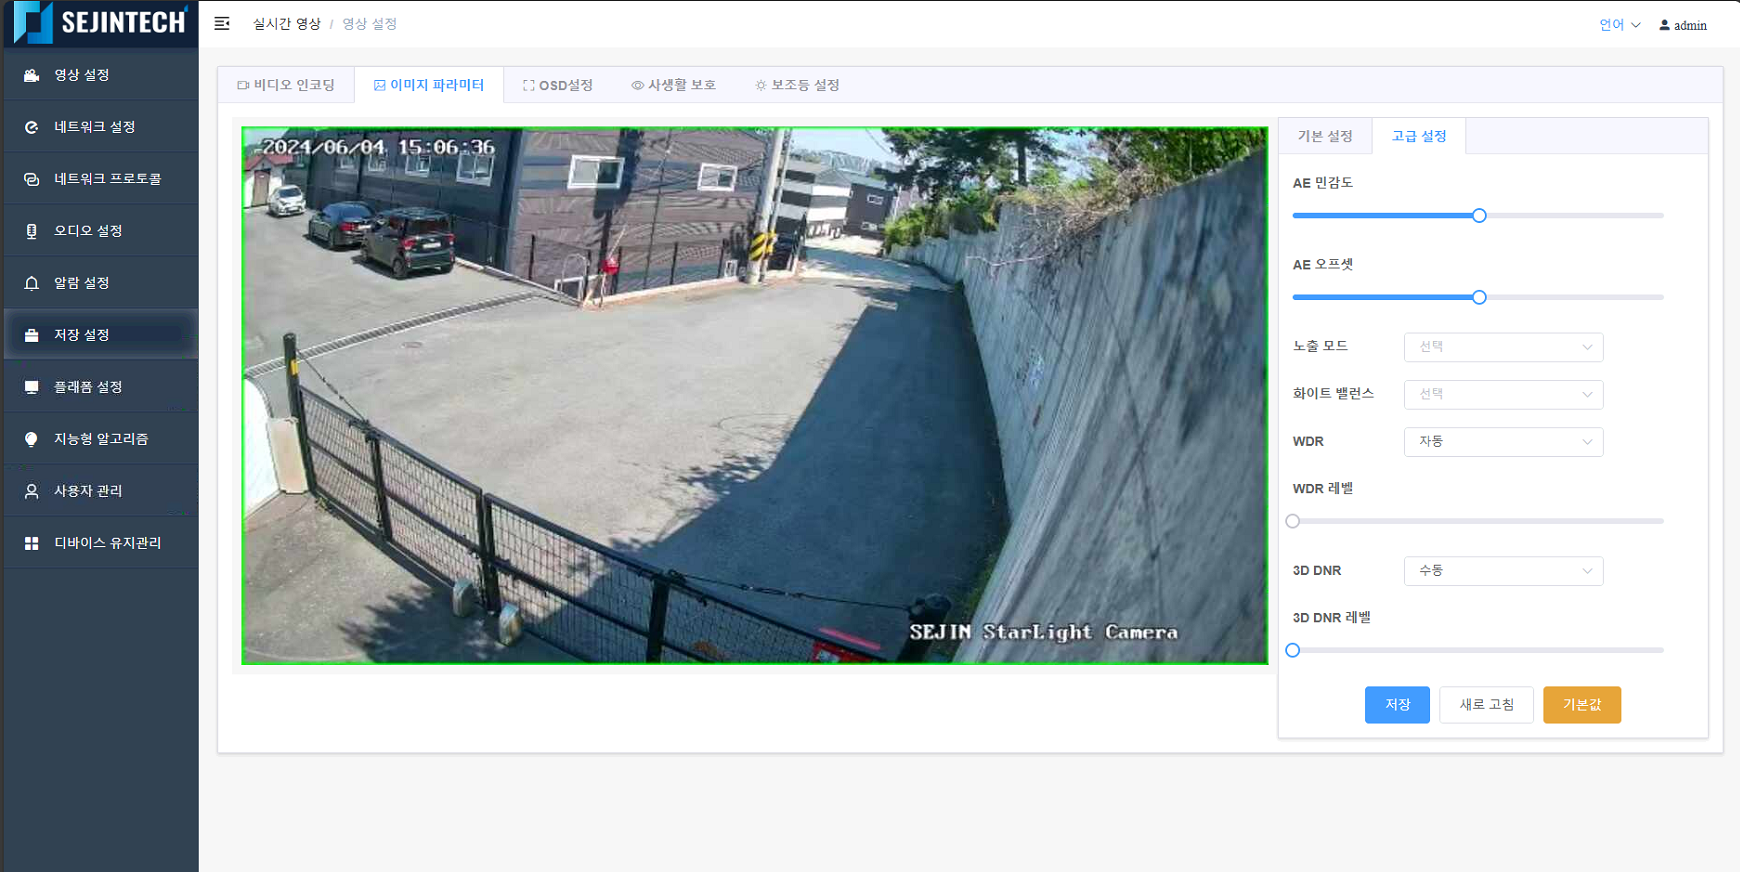 SEJINTECH
실시간 영상 / 영상 설정
언어
admin
영상 설정
네트워크 설정
네트워크 프로토콜
오디오 설정
알람 설정
저장 설정
플래폼 설정
지능형 알고리즘
사용자 관리
디바이스 유지관리
비디오 인코딩
이미지 파라미터
OSD설정
사생활 보호
보조등 설정
2024/06/04 15:06:36
SEJIN StarLight Camera
기본 설정
고급 설정
AE 민감도
AE 오프셋
노출 모드 선택
화이트 밸런스 선택
WDR 자동
WDR 레벨
3D DNR 수동
3D DNR 레벨
저장
새로 고침
기본값